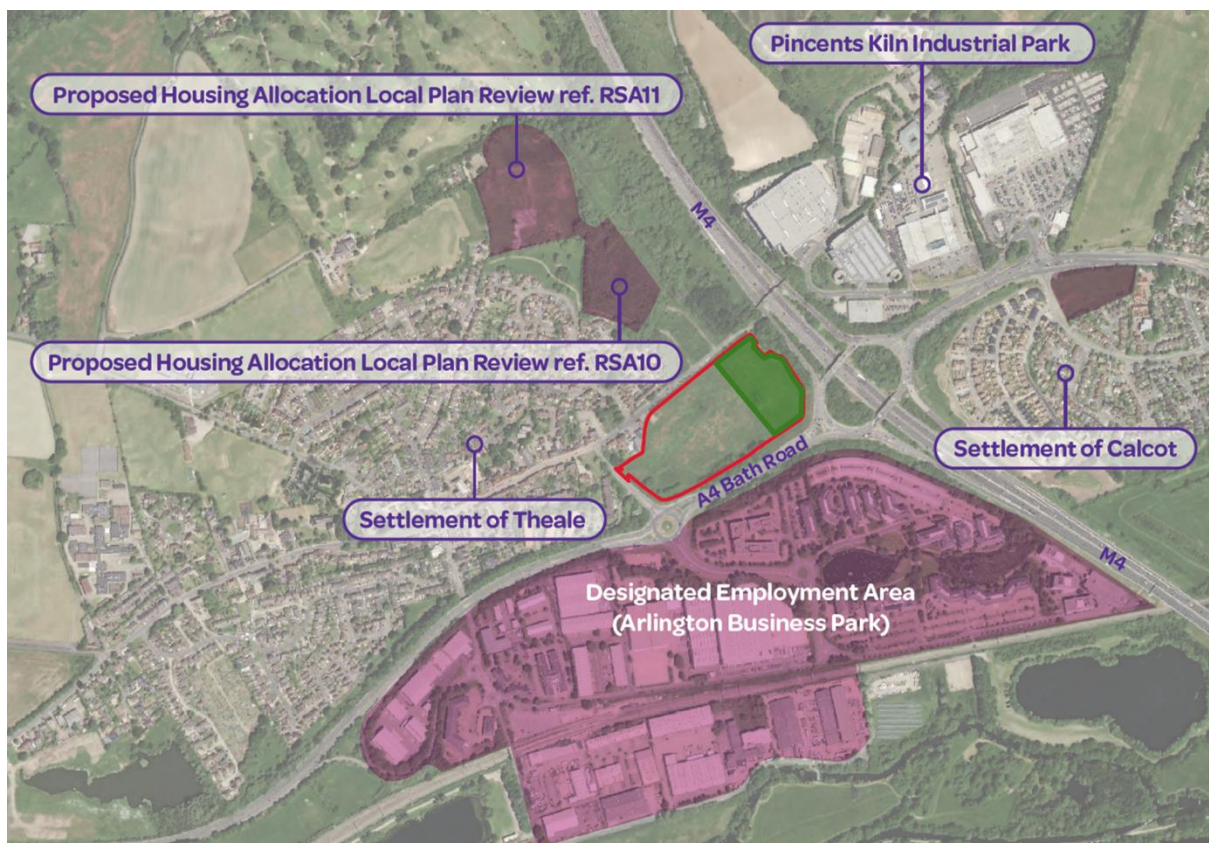 Pincents Kiln Industrial Park
Proposed Housing Allocation Local Plan Review ref. RSA11
M4
Proposed Housing Allocation Local Plan Review ref. RSA10
Settlement of Calcot
A4 Bath Road
Settlement of Theale
M4
Designated Employment Area
(Arlington Business Park)